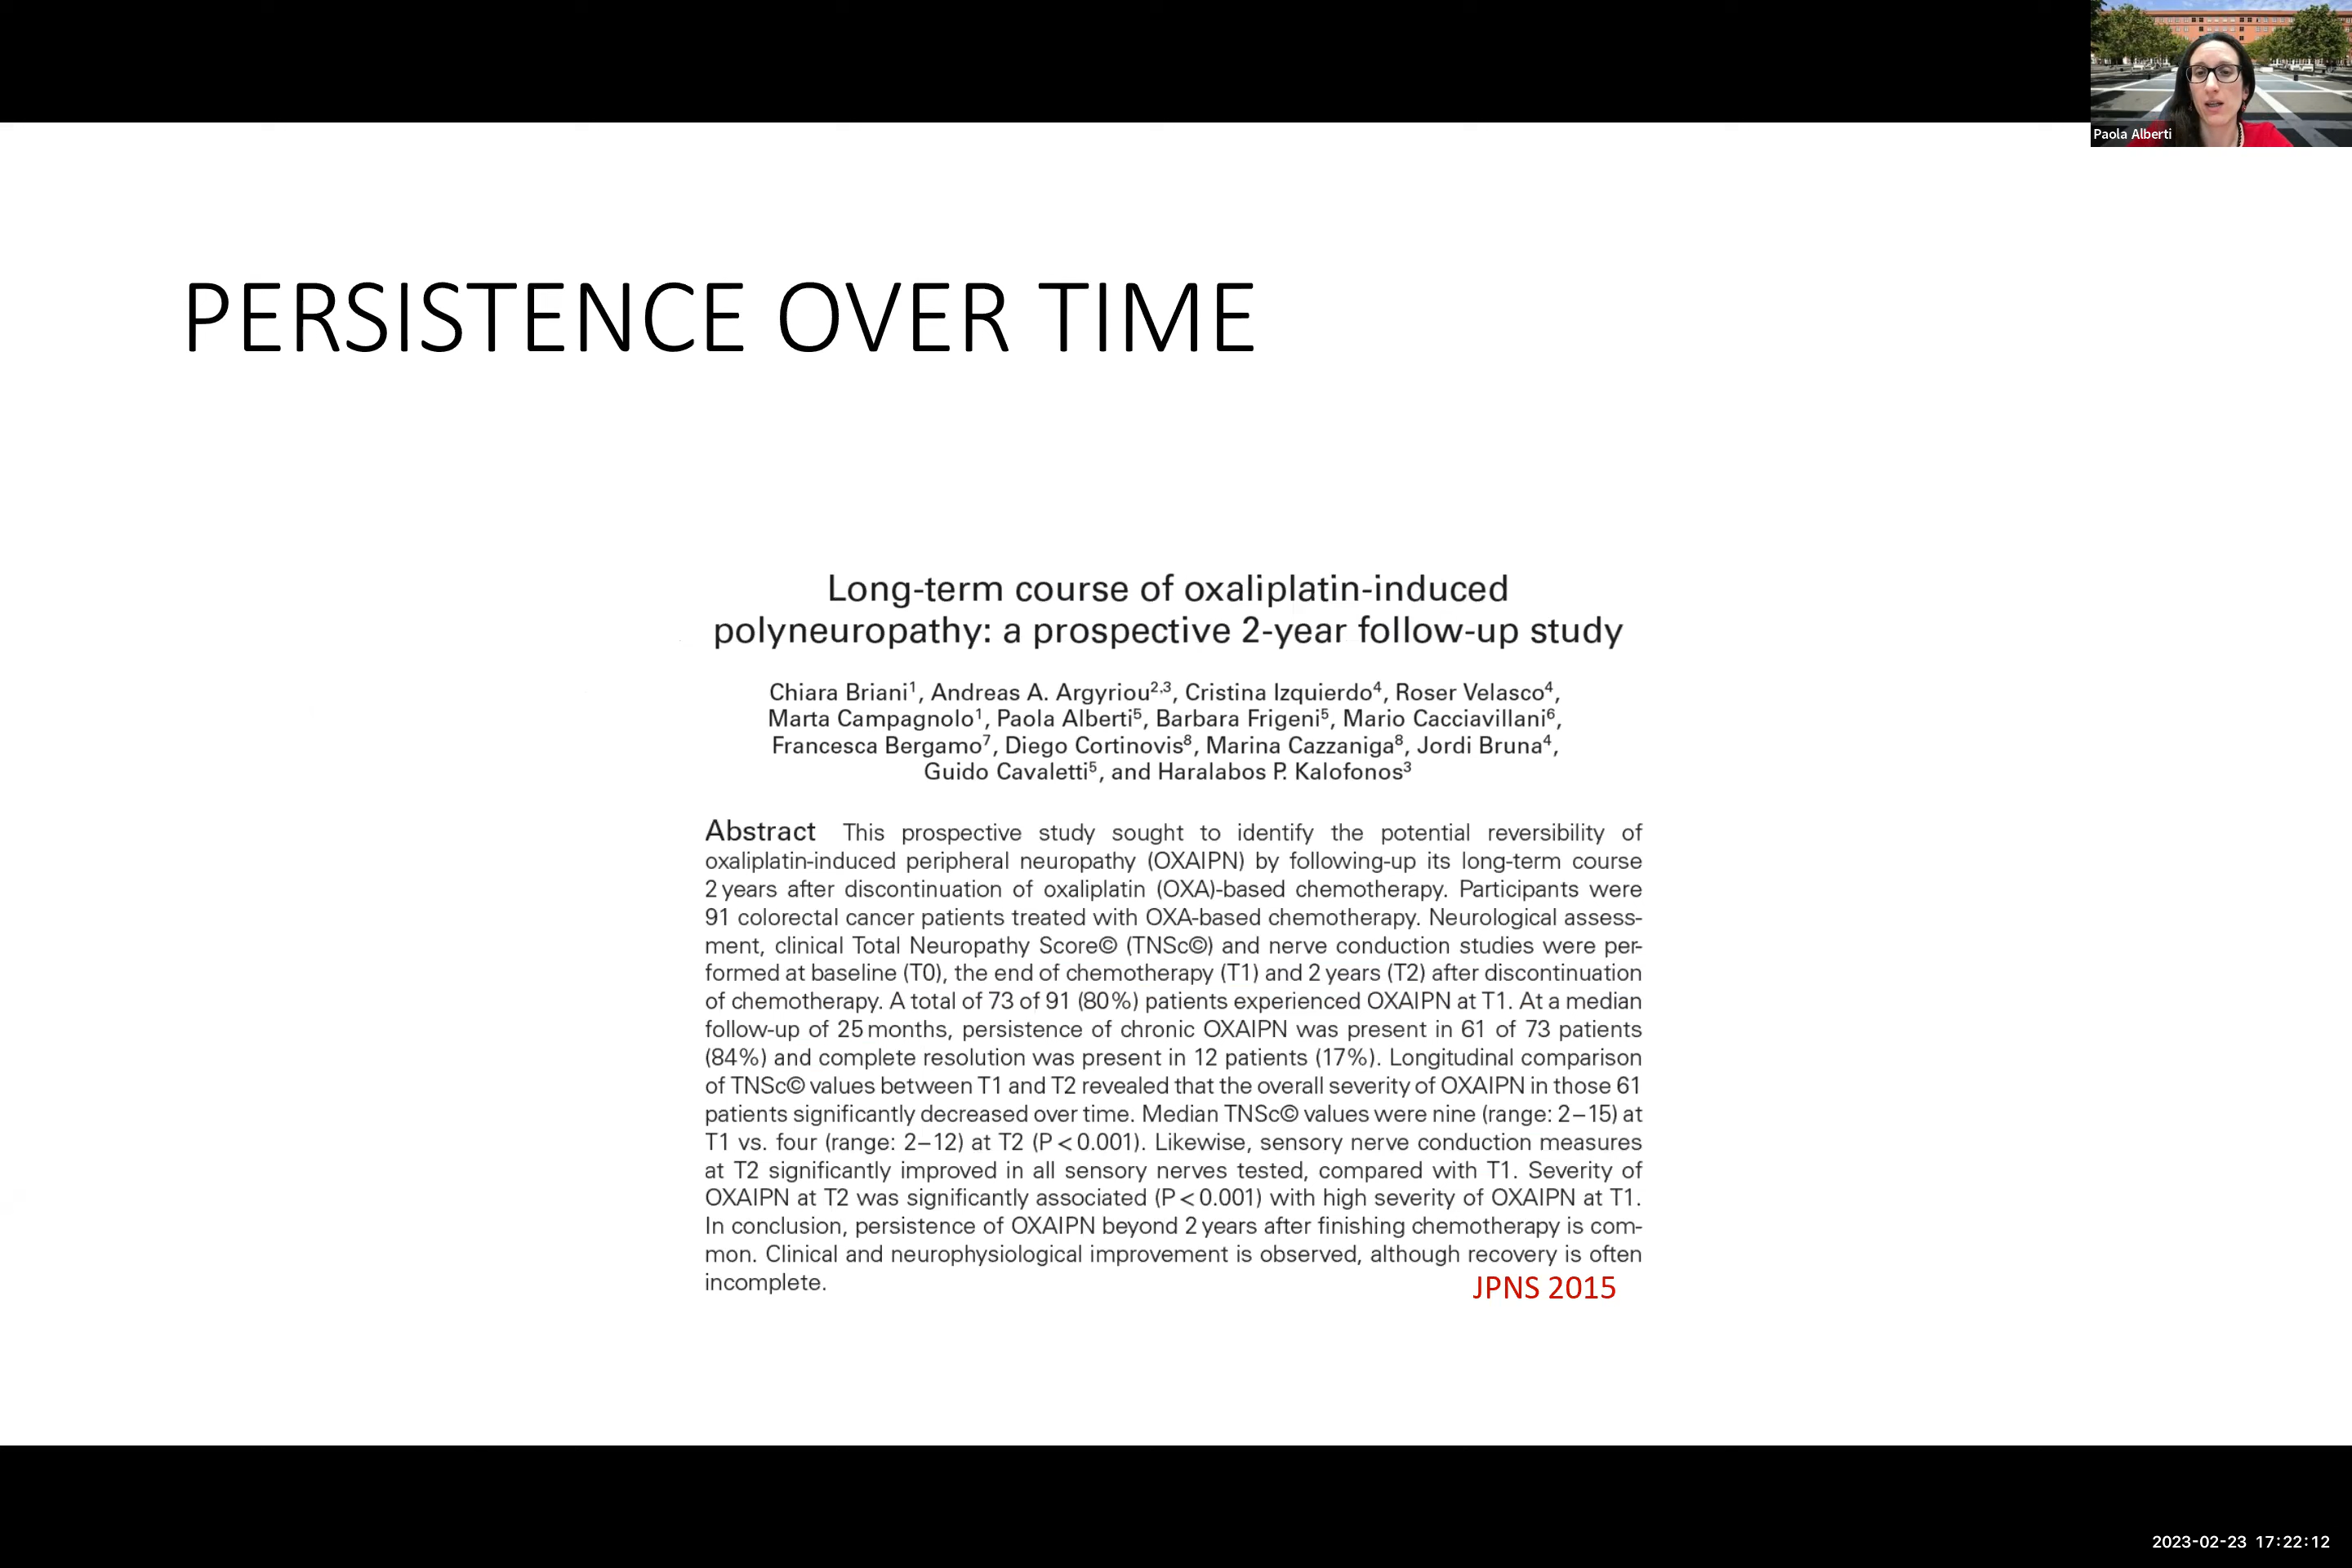 Paola Alberti
PERSISTENCE OVER TIME
Long-term course of oxaliplatin-induced
polyneuropathy: a prospective 2-year follow-up study
Chiara Briani¹, Andreas A. Argyriou²,³, Cristina Izquierdo⁴, Roser Velasco⁴,
Marta Campagnolo¹, Paola Alberti⁵, Barbara Frigeni⁵, Mario Cacciavillani⁶,
Francesca Bergamo⁷, Diego Cortinovis⁸, Marina Cazzaniga⁸, Jordi Bruna⁴,
Guido Cavaletti⁵, and Haralabos P. Kalofonos³
Abstract This prospective study sought to identify the potential reversibility of
oxaliplatin-induced peripheral neuropathy (OXAIPN) by following-up its long-term course
2 years after discontinuation of oxaliplatin (OXA)-based chemotherapy. Participants were
91 colorectal cancer patients treated with OXA-based chemotherapy. Neurological assess-
ment, clinical Total Neuropathy Score© (TNSc©) and nerve conduction studies were per-
formed at baseline (T0), the end of chemotherapy (T1) and 2 years (T2) after discontinuation
of chemotherapy. A total of 73 of 91 (80%) patients experienced OXAIPN at T1. At a median
follow-up of 25 months, persistence of chronic OXAIPN was present in 61 of 73 patients
(84%) and complete resolution was present in 12 patients (17%). Longitudinal comparison
of TNSc© values between T1 and T2 revealed that the overall severity of OXAIPN in those 61
patients significantly decreased over time. Median TNSc© values were nine (range: 2–15) at
T1 vs. four (range: 2–12) at T2 (P < 0.001). Likewise, sensory nerve conduction measures
at T2 significantly improved in all sensory nerves tested, compared with T1. Severity of
OXAIPN at T2 was significantly associated (P < 0.001) with high severity of OXAIPN at T1.
In conclusion, persistence of OXAIPN beyond 2 years after finishing chemotherapy is com-
mon. Clinical and neurophysiological improvement is observed, although recovery is often
incomplete.
JPNS 2015
2023-02-23 17:22:12